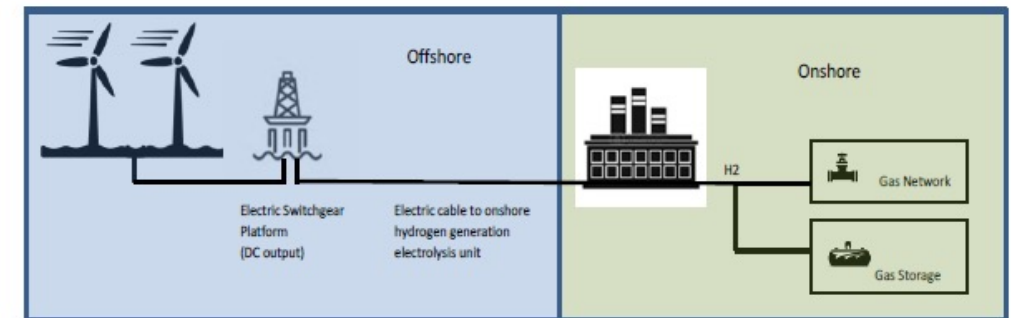 Offshore
Onshore
H2
Gas Network
Electric Switchgear
Platform
(DC output)
Electric cable to onshore
hydrogen generation
electrolysis unit
Gas Storage